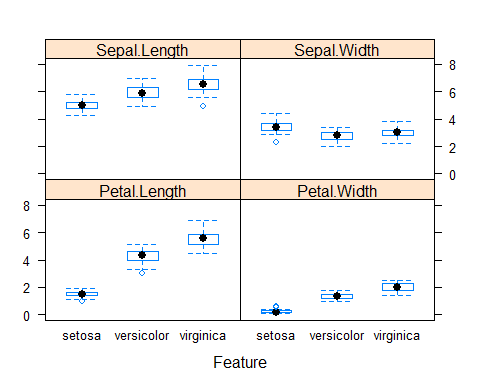 Sepal.Length Sepal.Width
8
6
4
2
0
Petal.Length Petal.Width
8
6
4
2
0
setosa versicolor virginica setosa versicolor virginica
Feature